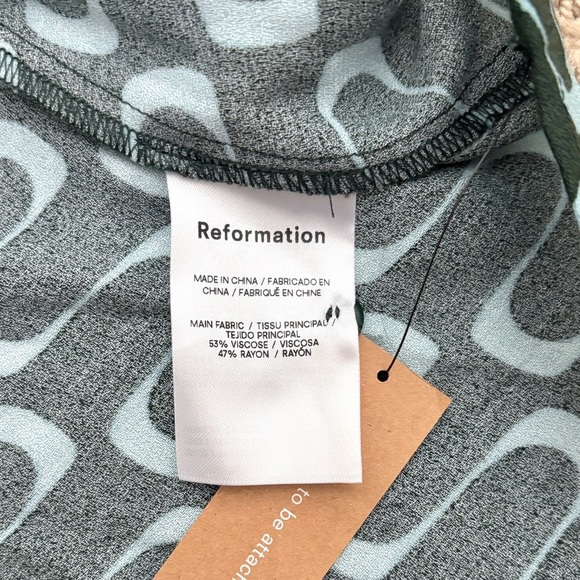 Reformation
MADE IN CHINA / FABRICADO EN
CHINA / FABRIQUÉ EN CHINE
MAIN FABRIC / TISSU PRINCIPAL/
TEJIDO PRINCIPAL
53% VISCOSE / VISCOSA
47% RAYON / RAYÓN
to be attach